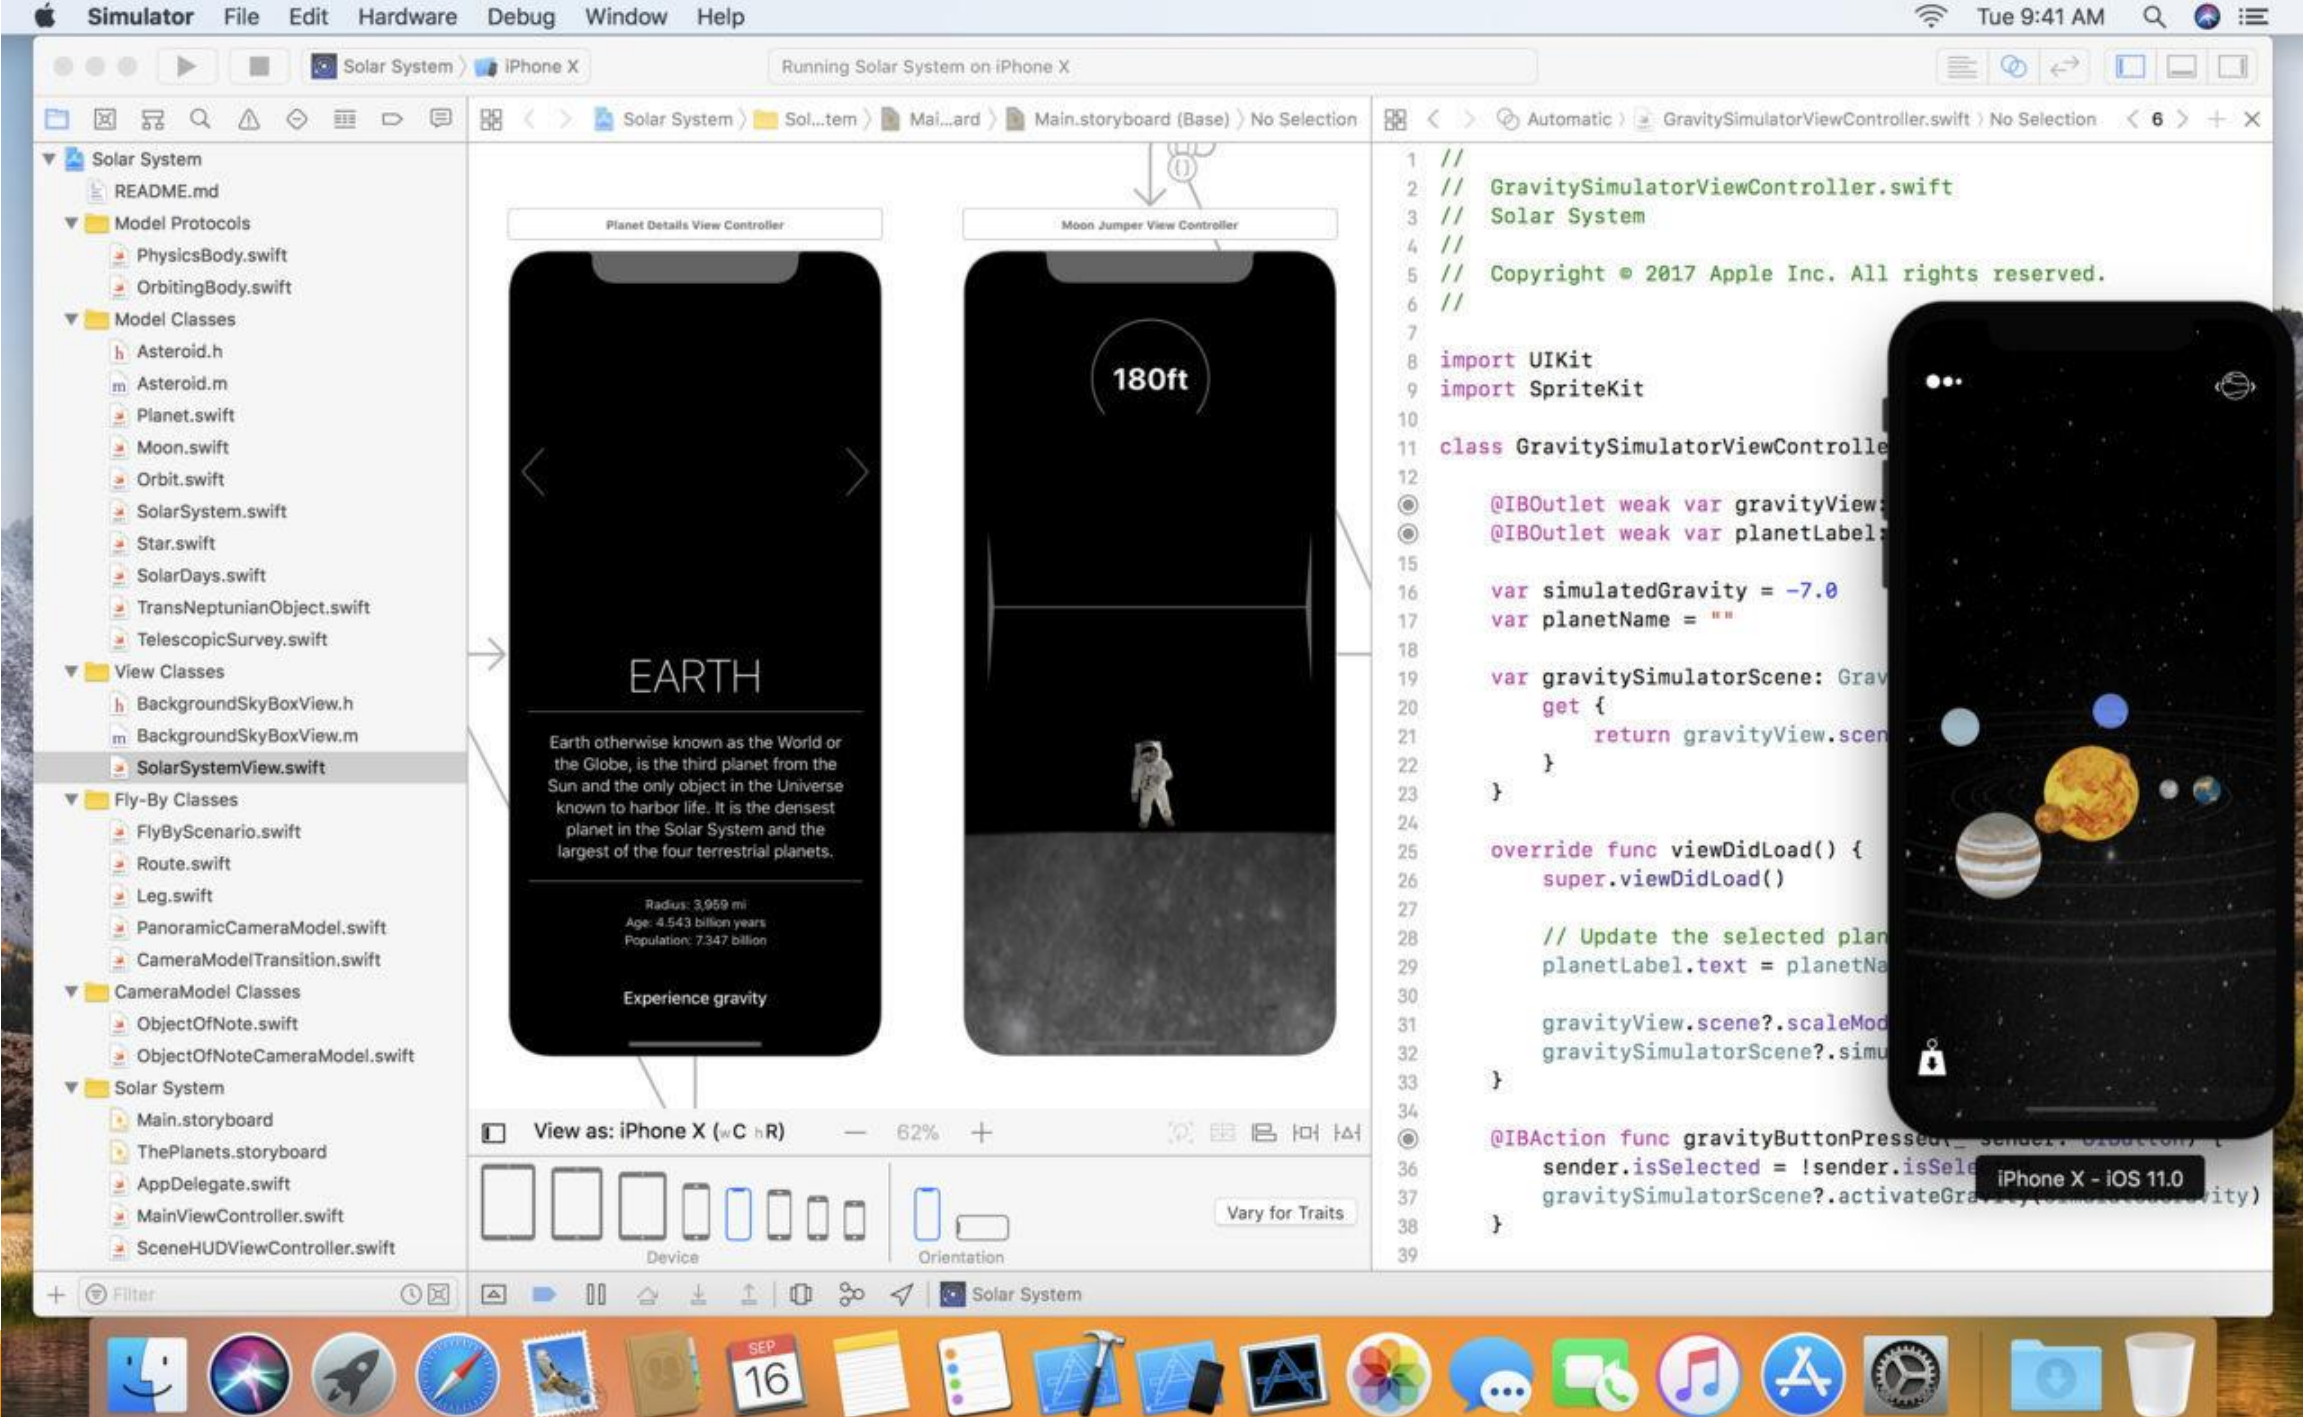 Simulator File Edit Hardware Debug Window Help
Tue 9:41 AM
Solar System iPhone X
Running Solar System on iPhone X
Solar System
README.md
Model Protocols
PhysicsBody.swift
OrbitingBody.swift
Model Classes
h Asteroid.h
m Asteroid.m
Planet.swift
Moon.swift
Orbit.swift
SolarSystem.swift
Star.swift
SolarDays.swift
TransNeptunianObject.swift
TelescopicSurvey.swift
View Classes
h BackgroundSkyBoxView.h
m BackgroundSkyBoxView.m
SolarSystemView.swift
Fly-By Classes
FlyByScenario.swift
Route.swift
Leg.swift
PanoramicCameraModel.swift
CameraModelTransition.swift
CameraModel Classes
ObjectOfNote.swift
ObjectOfNoteCameraModel.swift
Solar System
Main.storyboard
ThePlanets.storyboard
AppDelegate.swift
MainViewController.swift
SceneHUDViewController.swift
Filter
Solar System Sol...tem Mai...ard Main.storyboard (Base) No Selection
Planet Details View Controller
EARTH
Earth otherwise known as the World or
the Globe, is the third planet from the
Sun and the only object in the Universe
known to harbor life. It is the densest
planet in the Solar System and the
largest of the four terrestrial planets.
Radius: 3,959 mi
Age: 4.543 billion years
Population: 7.347 billion
Experience gravity
Moon Jumper View Controller
180ft
View as: iPhone X (wC hR)
— 62% +
Device
Orientation
Vary for Traits
Solar System
Automatic GravitySimulatorViewController.swift No Selection < 6 >
1 //
2 // GravitySimulatorViewController.swift
3 // Solar System
4 //
5 // Copyright © 2017 Apple Inc. All rights reserved.
6 //
7
8 import UIKit
9 import SpriteKit
10
11 class GravitySimulatorViewControlle
12
@IBOutlet weak var gravityView:
@IBOutlet weak var planetLabel:
15
16 var simulatedGravity = -7.0
17 var planetName = ""
18
19 var gravitySimulatorScene: Grav
20 get {
21 return gravityView.scen
22 }
23 }
24
25 override func viewDidLoad() {
26 super.viewDidLoad()
27
28 // Update the selected plan
29 planetLabel.text = planetNa
30
31 gravityView.scene?.scaleMod
32 gravitySimulatorScene?.simu
33 }
34
@IBAction func gravityButtonPressed(_ sender: UIButton) {
36 sender.isSelected = !sender.isSele
37 gravitySimulatorScene?.activateGravity(simulatedGravity)
38 }
39
iPhone X - iOS 11.0
SEP
16